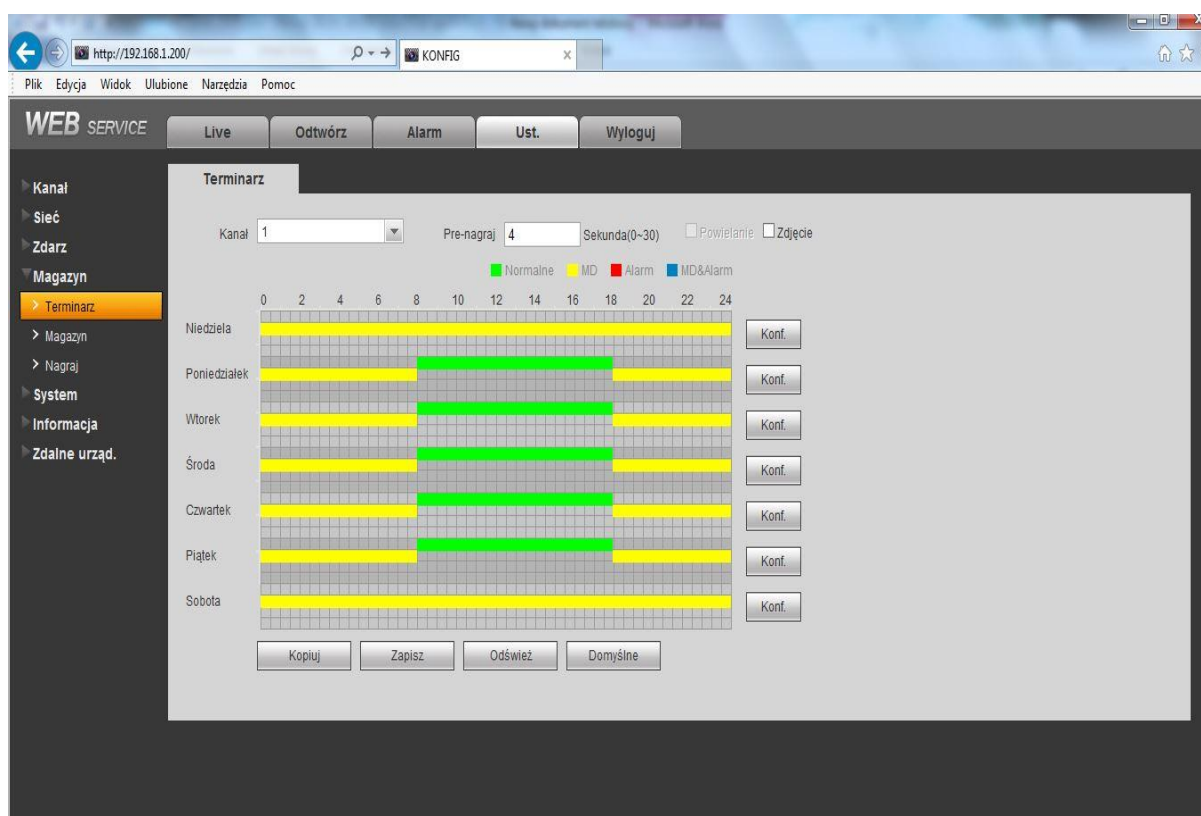 http://192.168.1.200/
KONFIG
Plik Edycja Widok Ulubione Narzędzia Pomoc
WEB SERVICE
Live Odtwórz Alarm Ust. Wyloguj
Kanał
Sieć
Zdarz
Magazyn
Terminarz
Magazyn
Nagraj
System
Informacja
Zdalne urząd.
Terminarz
Kanał 1 Pre-nagraj 4 Sekunda(0~30) Powielanie Zdjęcie
Normalne MD Alarm MD&Alarm
0 2 4 6 8 10 12 14 16 18 20 22 24
Niedziela Konf.
Poniedziałek Konf.
Wtorek Konf.
Środa Konf.
Czwartek Konf.
Piątek Konf.
Sobota Konf.
Kopiuj Zapisz Odśwież Domyślne